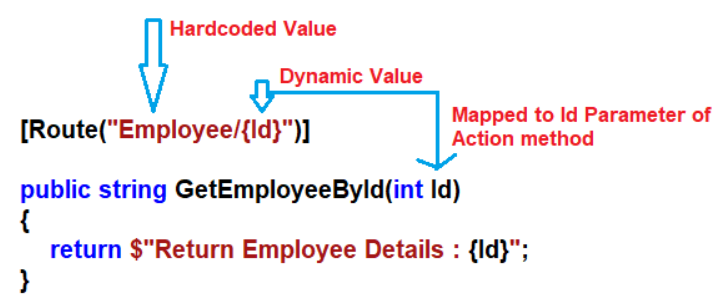 Hardcoded Value
Dynamic Value
Mapped to Id Parameter of
Action method
[Route("Employee/{Id}")]
public string GetEmployeeById(int Id)
{
return $"Return Employee Details : {Id}";
}